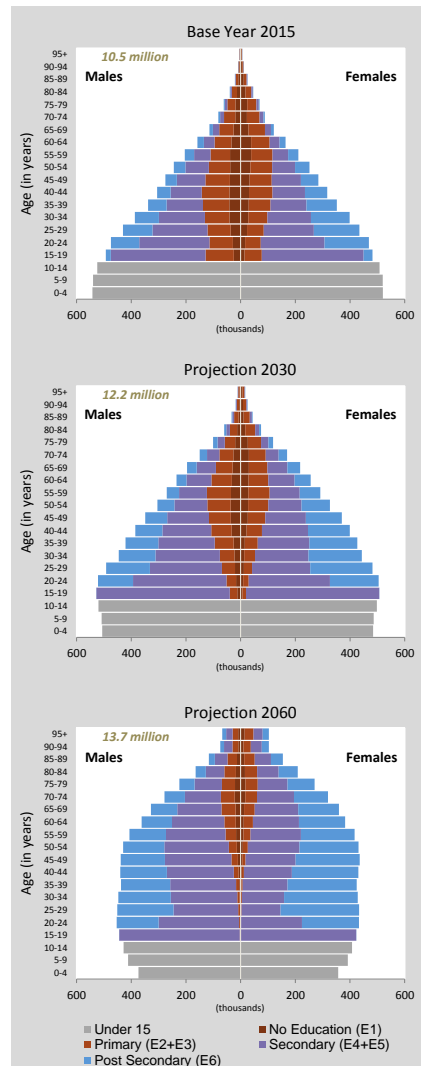 Base Year 2015
10.5 million
Males
Females
Age (in years)
95+
90-94
85-89
80-84
75-79
70-74
65-69
60-64
55-59
50-54
45-49
40-44
35-39
30-34
25-29
20-24
15-19
10-14
5-9
0-4
600 400 200 0 200 400 600
(thousands)
Projection 2030
12.2 million
Males
Females
Age (in years)
95+
90-94
85-89
80-84
75-79
70-74
65-69
60-64
55-59
50-54
45-49
40-44
35-39
30-34
25-29
20-24
15-19
10-14
5-9
0-4
600 400 200 0 200 400 600
(thousands)
Projection 2060
13.7 million
Males
Females
Age (in years)
95+
90-94
85-89
80-84
75-79
70-74
65-69
60-64
55-59
50-54
45-49
40-44
35-39
30-34
25-29
20-24
15-19
10-14
5-9
0-4
600 400 200 0 200 400 600
(thousands)
Under 15
No Education (E1)
Primary (E2+E3)
Secondary (E4+E5)
Post Secondary (E6)